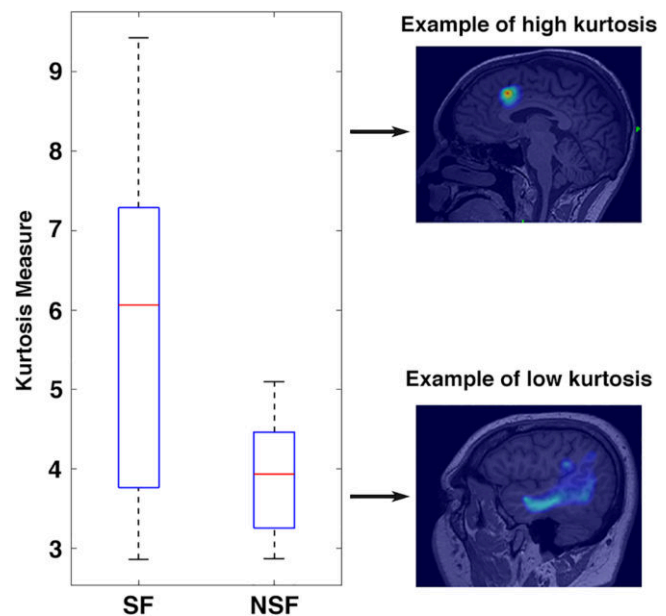 Example of high kurtosis
9
8
7
6
5
4
3
Kurtosis Measure
Example of low kurtosis
SF NSF